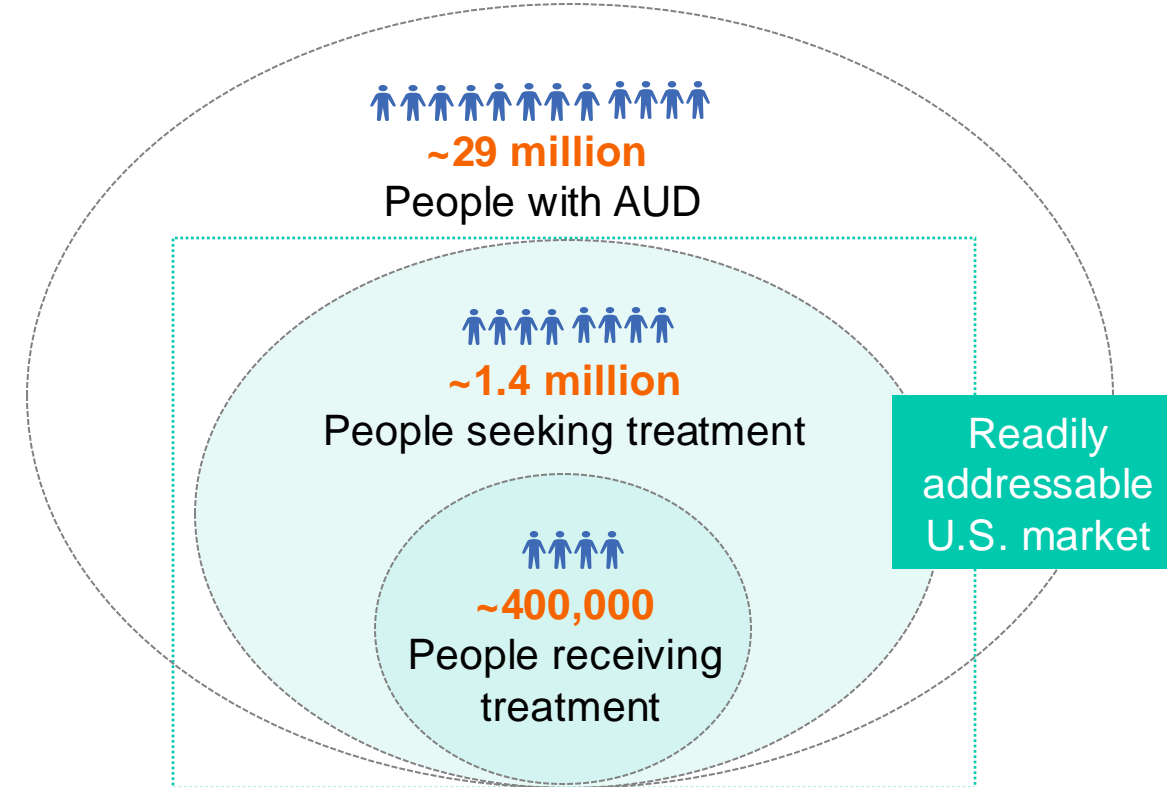 ~29 million
People with AUD
~1.4 million
People seeking treatment
Readily
addressable
U.S. market
~400,000
People receiving
treatment